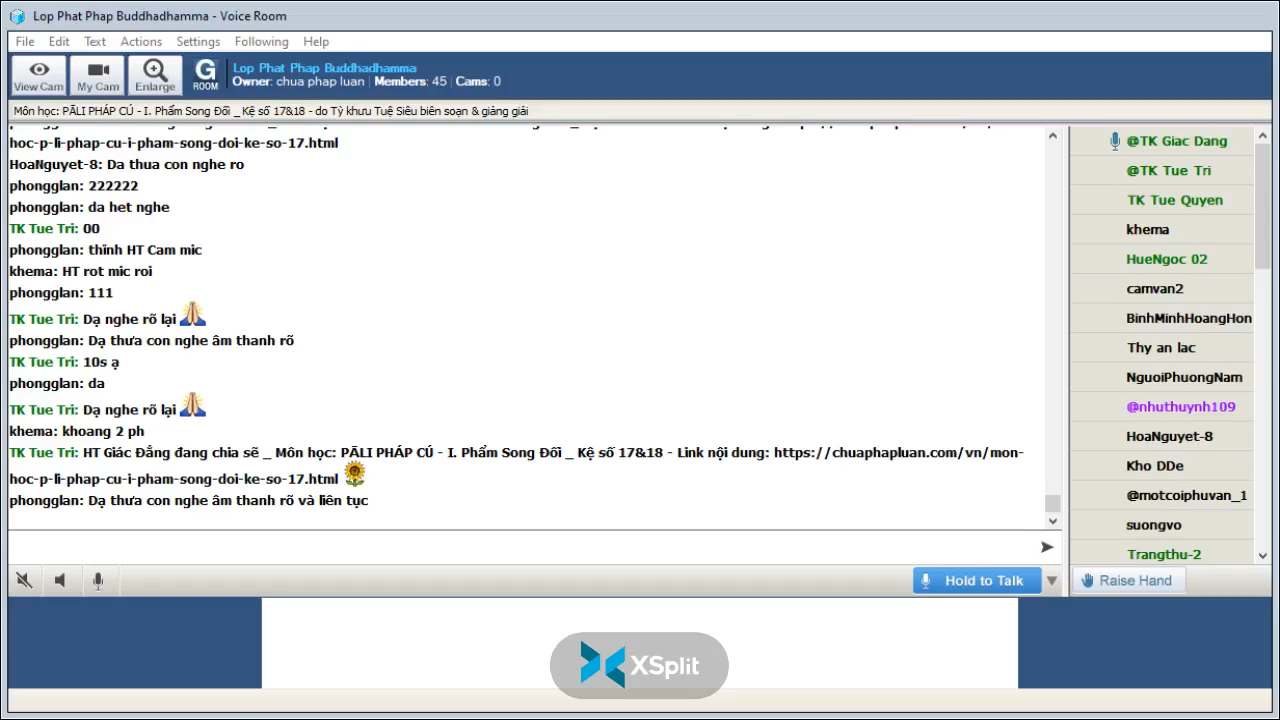 Lop Phat Phap Buddhadhamma - Voice Room
File Edit Text Actions Settings Following Help
View Cam
My Cam
Enlarge
G ROOM
Lop Phat Phap Buddhadhamma
Owner: chua phap luan | Members: 45 | Cams: 0
Môn học: PĀLI PHÁP CÚ - I. Phẩm Song Đối _ Kệ số 17&18 - do Tỳ khưu Tuệ Siêu biên soạn & giảng giải
hoc-p-li-phap-cu-i-pham-song-doi-ke-so-17.html
HoaNguyet-8: Da thua con nghe ro
phongglan: 222222
phongglan: da het nghe
TK Tue Tri: 00
phongglan: thỉnh HT Cam mic
khema: HT rot mic roi
phongglan: 111
TK Tue Tri: Dạ nghe rõ lại
phongglan: Dạ thưa con nghe âm thanh rõ
TK Tue Tri: 10s ạ
phongglan: da
TK Tue Tri: Dạ nghe rõ lại
khema: khoang 2 ph
TK Tue Tri: HT Giác Đẳng đang chia sẽ _ Môn học: PĀLI PHÁP CÚ - I. Phẩm Song Đối _ Kệ số 17&18 - Link nội dung: https://chuaphapluan.com/vn/mon-
hoc-p-li-phap-cu-i-pham-song-doi-ke-so-17.html
phongglan: Dạ thưa con nghe âm thanh rõ và liên tục
@TK Giac Dang
@TK Tue Tri
TK Tue Quyen
khema
HueNgoc 02
camvan2
BinhMinhHoangHon
Thy an lac
NguoiPhuongNam
@nhuthuynh109
HoaNguyet-8
Kho DDe
@motcoiphuvan_1
suongvo
Trangthu-2
Hold to Talk
Raise Hand
XSplit